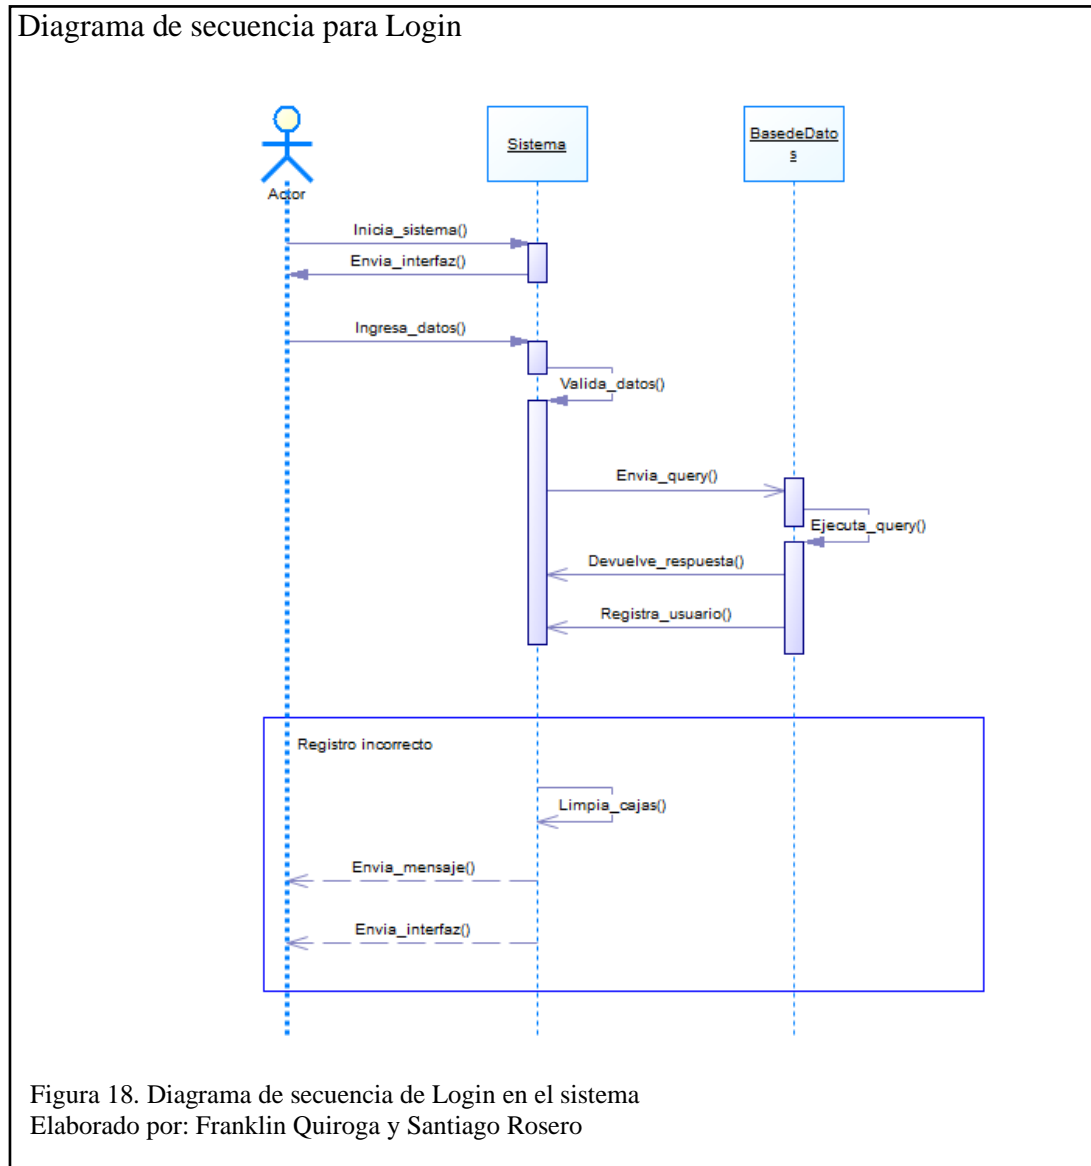 Diagrama de secuencia para Login
Actor
Sistema
BasedeDato
s
Inicia_sistema()
Envia_interfaz()
Ingresa_datos()
Valida_datos()
Envia_query()
Ejecuta_query()
Devuelve_respuesta()
Registra_usuario()
Registro incorrecto
Limpia_cajas()
Envia_mensaje()
Envia_interfaz()
Figura 18. Diagrama de secuencia de Login en el sistema
Elaborado por: Franklin Quiroga y Santiago Rosero